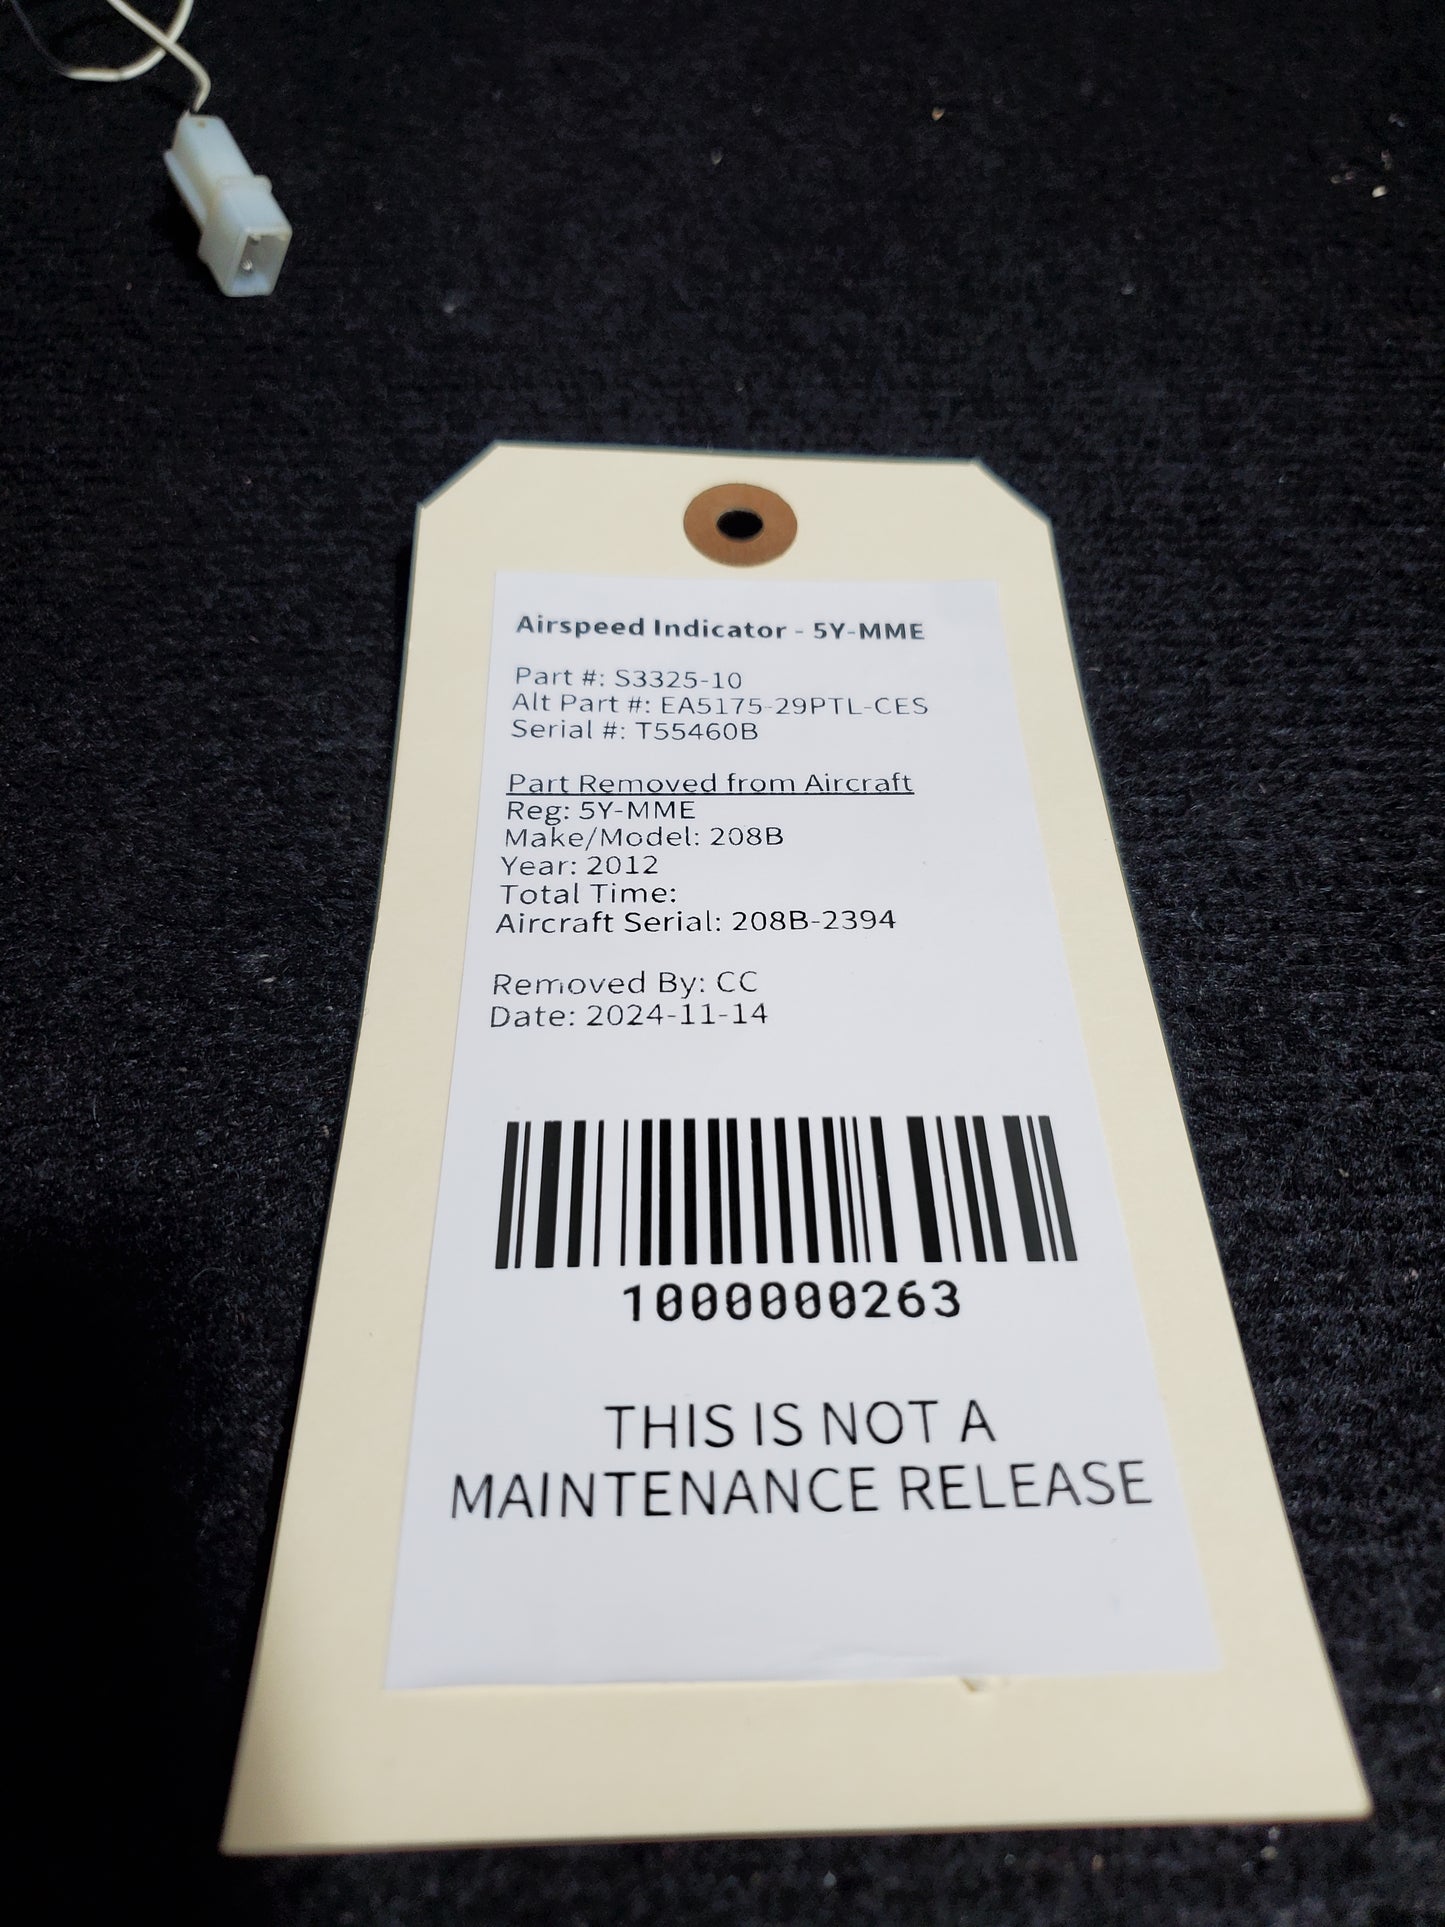 Airspeed Indicator - 5Y-MME
Part #: S3325-10
Alt Part #: EA5175-29PTL-CES
Serial #: T55460B
Part Removed from Aircraft
Reg: 5Y-MME
Make/Model: 208B
Year: 2012
Total Time:
Aircraft Serial: 208B-2394
Removed By: CC
Date: 2024-11-14
1000000263
THIS IS NOT A
MAINTENANCE RELEASE